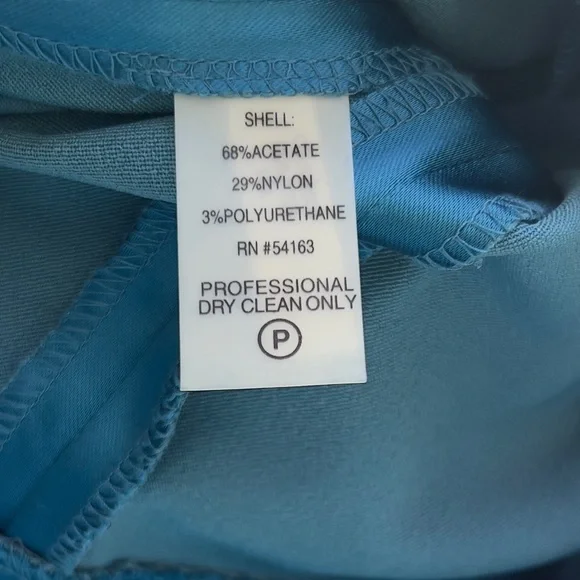 SHELL:
68%ACETATE
29%NYLON
3%POLYURETHANE
RN #54163
PROFESSIONAL
DRY CLEAN ONLY
P